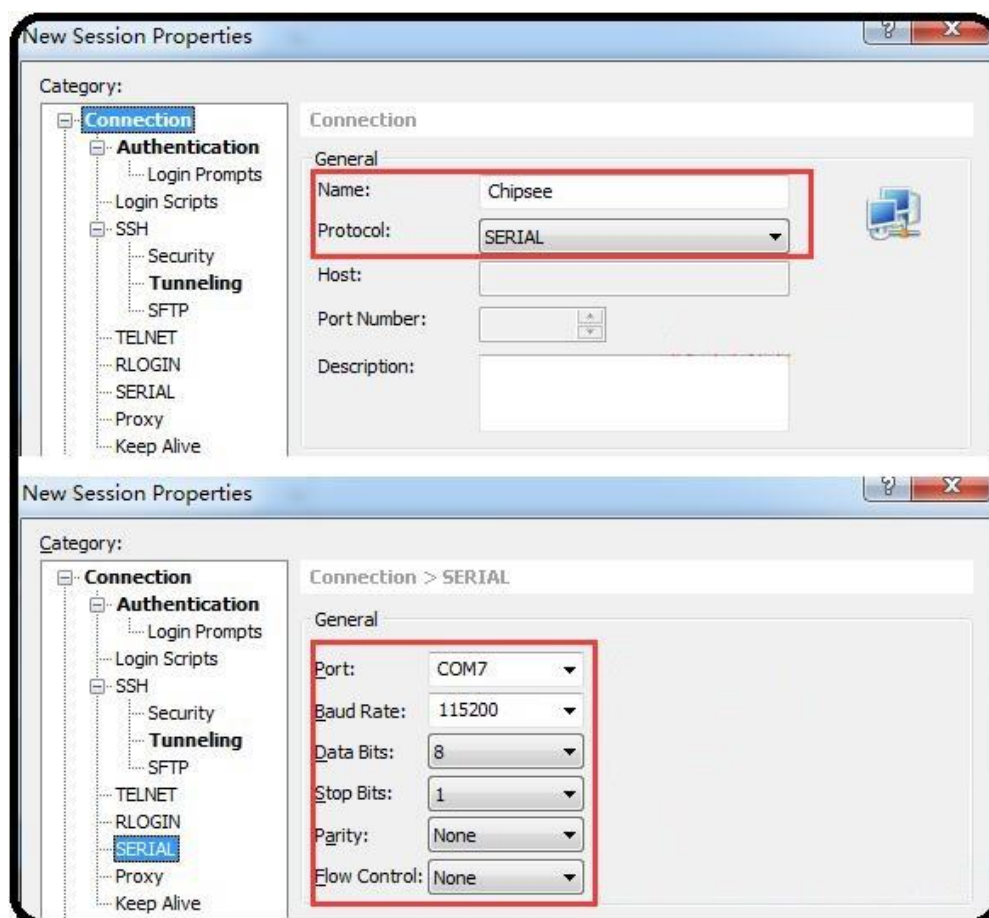 New Session Properties
Category:
Connection
Authentication
Login Prompts
Login Scripts
SSH
Security
Tunneling
SFTP
TELNET
RLOGIN
SERIAL
Proxy
Keep Alive
Connection
General
Name: Chipsee
Protocol: SERIAL
Host:
Port Number:
Description:
New Session Properties
Category:
Connection
Authentication
Login Prompts
Login Scripts
SSH
Security
Tunneling
SFTP
TELNET
RLOGIN
SERIAL
Proxy
Keep Alive
Connection > SERIAL
General
Port: COM7
Baud Rate: 115200
Data Bits: 8
Stop Bits: 1
Parity: None
Flow Control: None